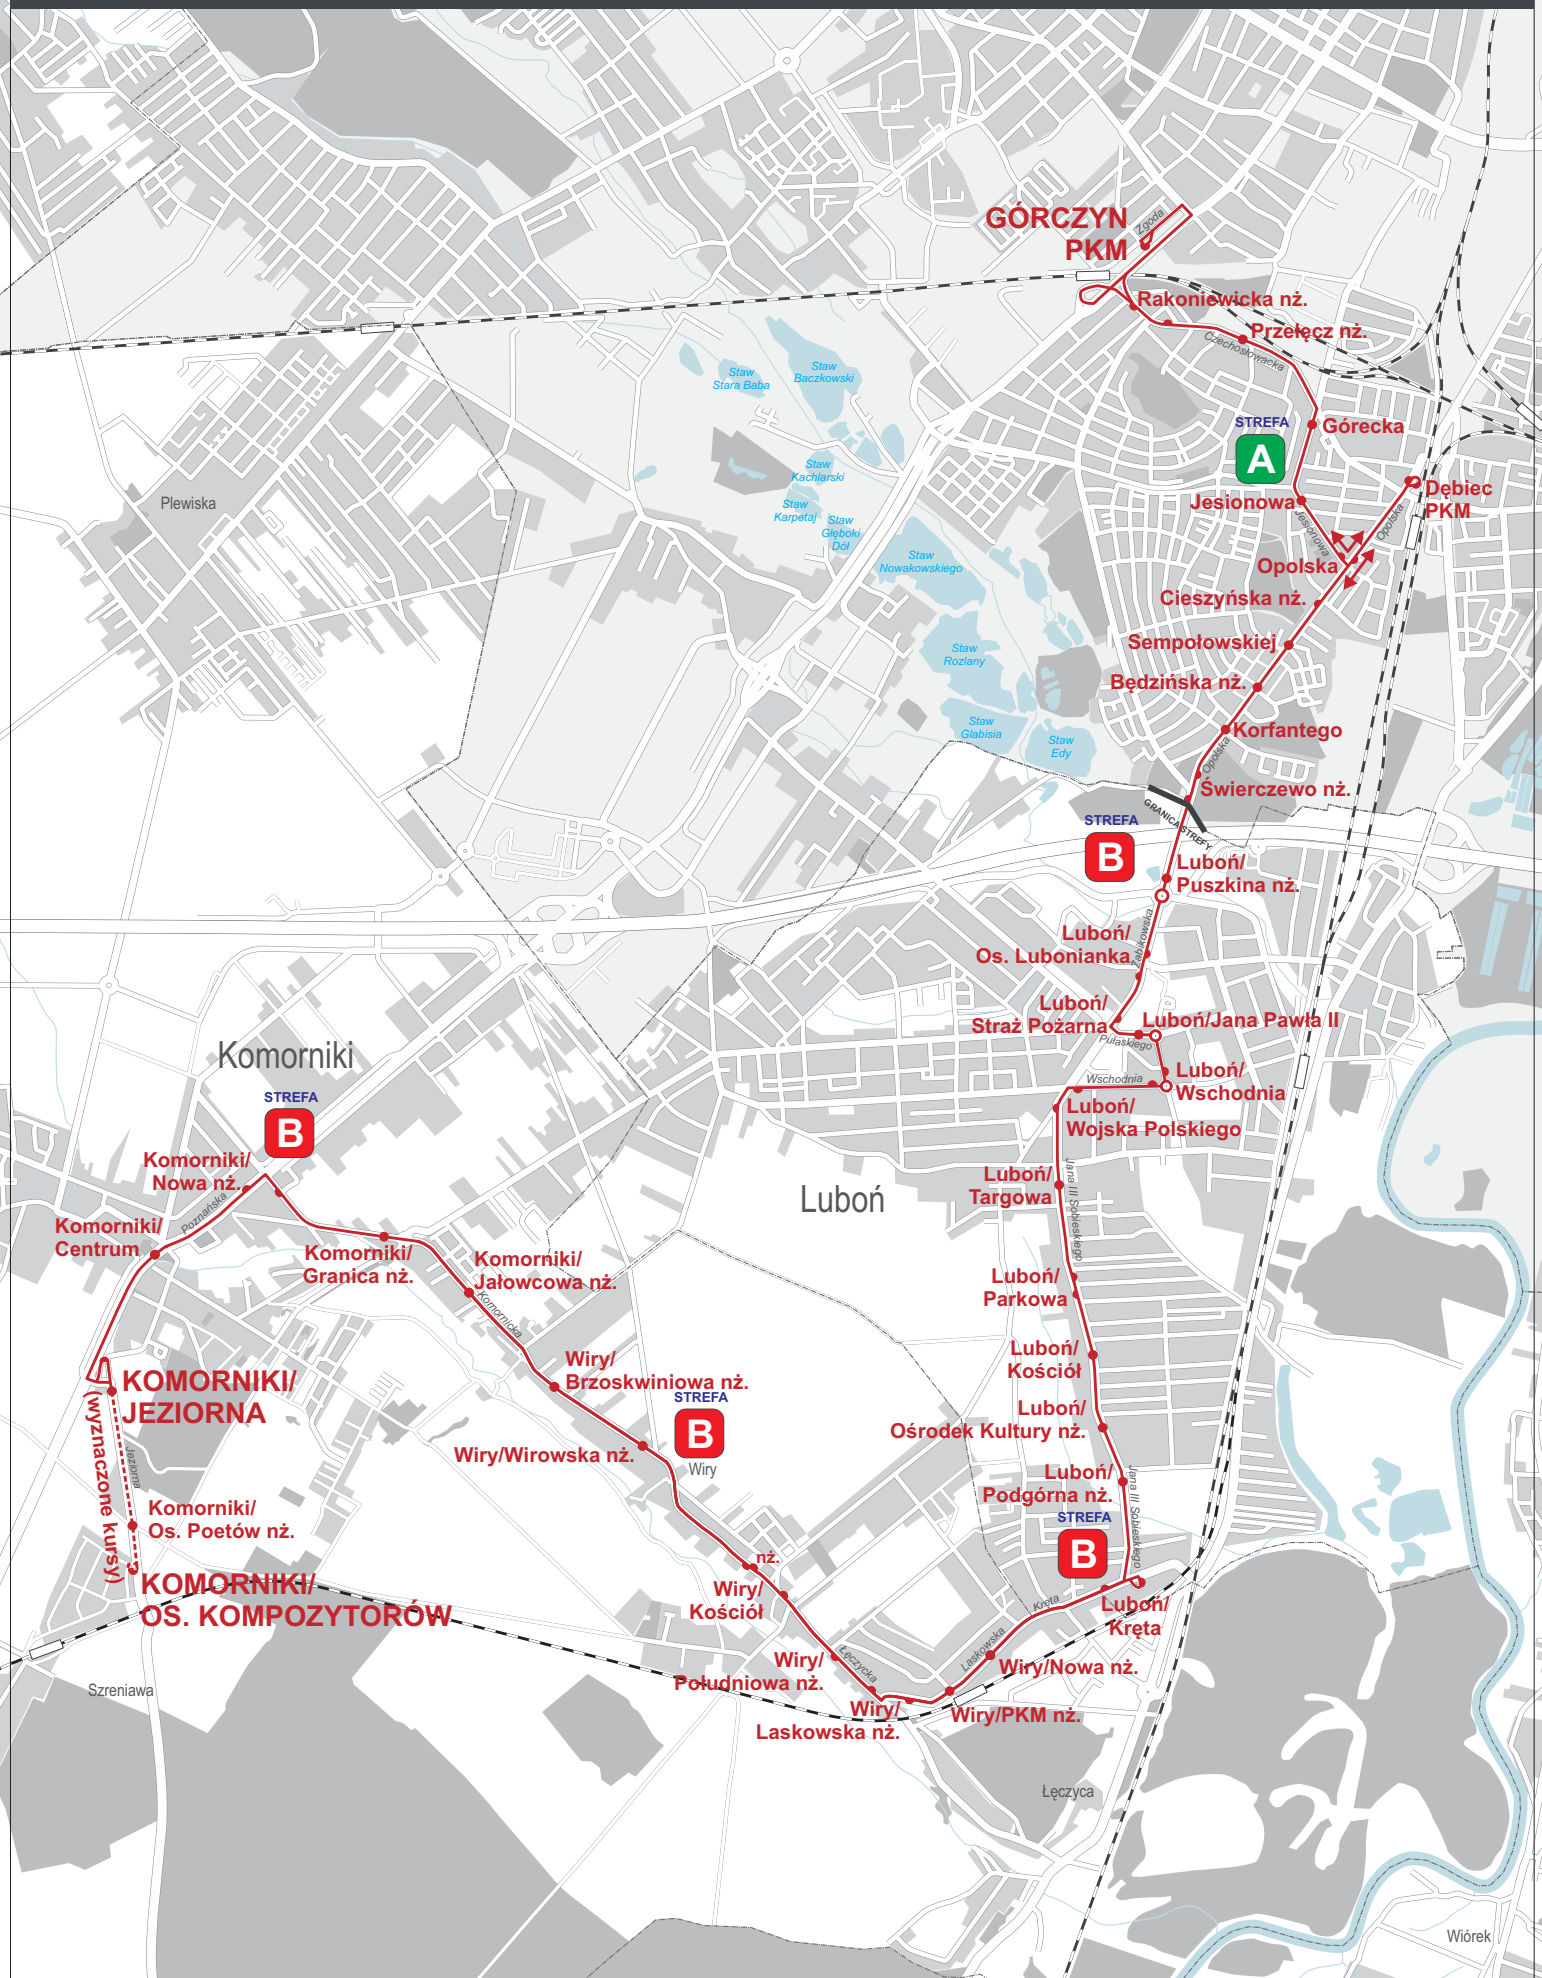 GÓRCZYN
PKM
Zgoda
Rakoniewicka nż.
Przełęcz nż.
Czechosłowacka
Staw
Stara Baba
Staw
Baczkowski
STREFA
A
Górecka
Staw
Kachlarski
Plewiska
Staw
Karpetaj
Staw
Głęboki
Dół
Jesionowa
Dębiec
PKM
Jesionowa
Opolska
Staw
Nowakowskiego
Opolska
Cieszyńska nż.
Staw
Rozlany
Sempołowskiej
Będzińska nż.
Staw
Glabisia
Staw
Edy
Korfantego
Opolska
Świerczewo nż.
GRANICA STREFY
STREFA
B
Luboń/
Puszkina nż.
Żabikowska
Luboń/
Os. Lubonianka
Luboń/
Straż Pożarna
Luboń/Jana Pawła II
Pułaskiego
Komorniki
STREFA
B
Wschodnia
Luboń/
Wschodnia
Luboń/
Wojska Polskiego
Komorniki/
Nowa nż.
Poznańska
Komorniki/
Centrum
Luboń
Luboń/
Targowa
Jana III Sobieskiego
Komorniki/
Granica nż.
Komorniki/
Jałowcowa nż.
Komornicka
Luboń/
Parkowa
Luboń/
Kościół
Wiry/
Brzoskwiniowa nż.
KOMORNIKI/
JEZIORNA
(wyznaczone kursy)
Jeziorna
STREFA
B
Wiry
Luboń/
Ośrodek Kultury nż.
Wiry/Wirowska nż.
Luboń/
Podgórna nż.
Jana III Sobieskiego
Komorniki/
Os. Poetów nż.
STREFA
B
nż.
Wiry/
Kościół
KOMORNIKI/
OS. KOMPOZYTORÓW
Kręta
Luboń/
Kręta
Laskowska
Łęczycka
Wiry/
Południowa nż.
Wiry/Nowa nż.
Szreniawa
Wiry/
Laskowska nż.
Wiry/PKM nż.
Łęczyca
Wiórek